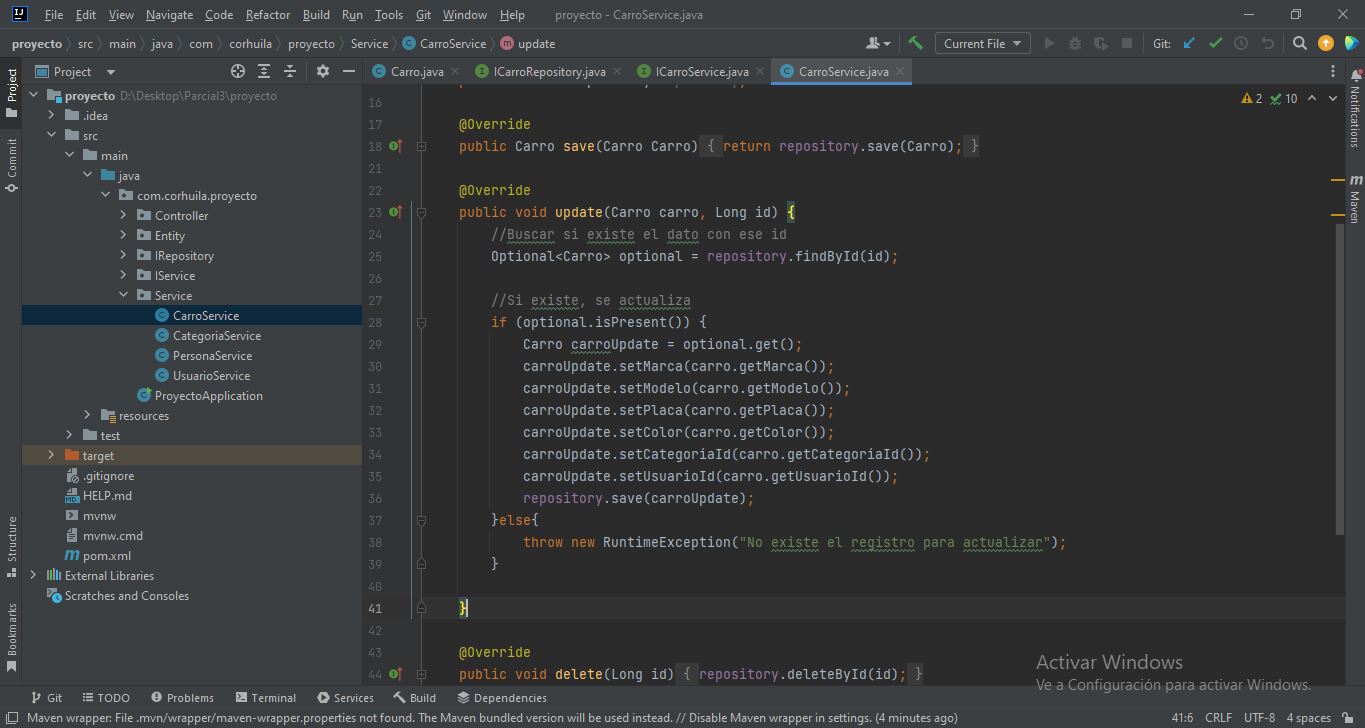 File Edit View Navigate Code Refactor Build Run Tools Git Window Help proyecto - CarroService.java
proyecto src main java com corhuila proyecto Service CarroService update Current File Git:
Project
Carro.java ICarroRepository.java ICarroService.java CarroService.java
Project
Commit
Structure
Bookmarks
proyecto D:\Desktop\Parcial3\proyecto
.idea
src
main
java
com.corhuila.proyecto
Controller
Entity
IRepository
IService
Service
CarroService
CategoriaService
PersonaService
UsuarioService
ProyectoApplication
resources
test
target
.gitignore
HELP.md
mvnw
mvnw.cmd
pom.xml
External Libraries
Scratches and Consoles
2 10
16
17 @Override
18 public Carro save(Carro Carro) { return repository.save(Carro); }
21
22 @Override
23 public void update(Carro carro, Long id) {
24 //Buscar si existe el dato con ese id
25 Optional<Carro> optional = repository.findById(id);
26
27 //Si existe, se actualiza
28 if (optional.isPresent()) {
29 Carro carroUpdate = optional.get();
30 carroUpdate.setMarca(carro.getMarca());
31 carroUpdate.setModelo(carro.getModelo());
32 carroUpdate.setPlaca(carro.getPlaca());
33 carroUpdate.setColor(carro.getColor());
34 carroUpdate.setCategoriaId(carro.getCategoriaId());
35 carroUpdate.setUsuarioId(carro.getUsuarioId());
36 repository.save(carroUpdate);
37 }else{
38 throw new RuntimeException("No existe el registro para actualizar");
39 }
40
41 }
42
43 @Override
44 public void delete(Long id) { repository.deleteById(id); }
Notifications
Maven
Activar Windows
Ve a Configuración para activar Windows.
Git TODO Problems Terminal Services Build Dependencies
Maven wrapper: File .mvn/wrapper/maven-wrapper.properties not found. The Maven bundled version will be used instead. // Disable Maven wrapper in settings. (4 minutes ago) 41:6 CRLF UTF-8 4 spaces